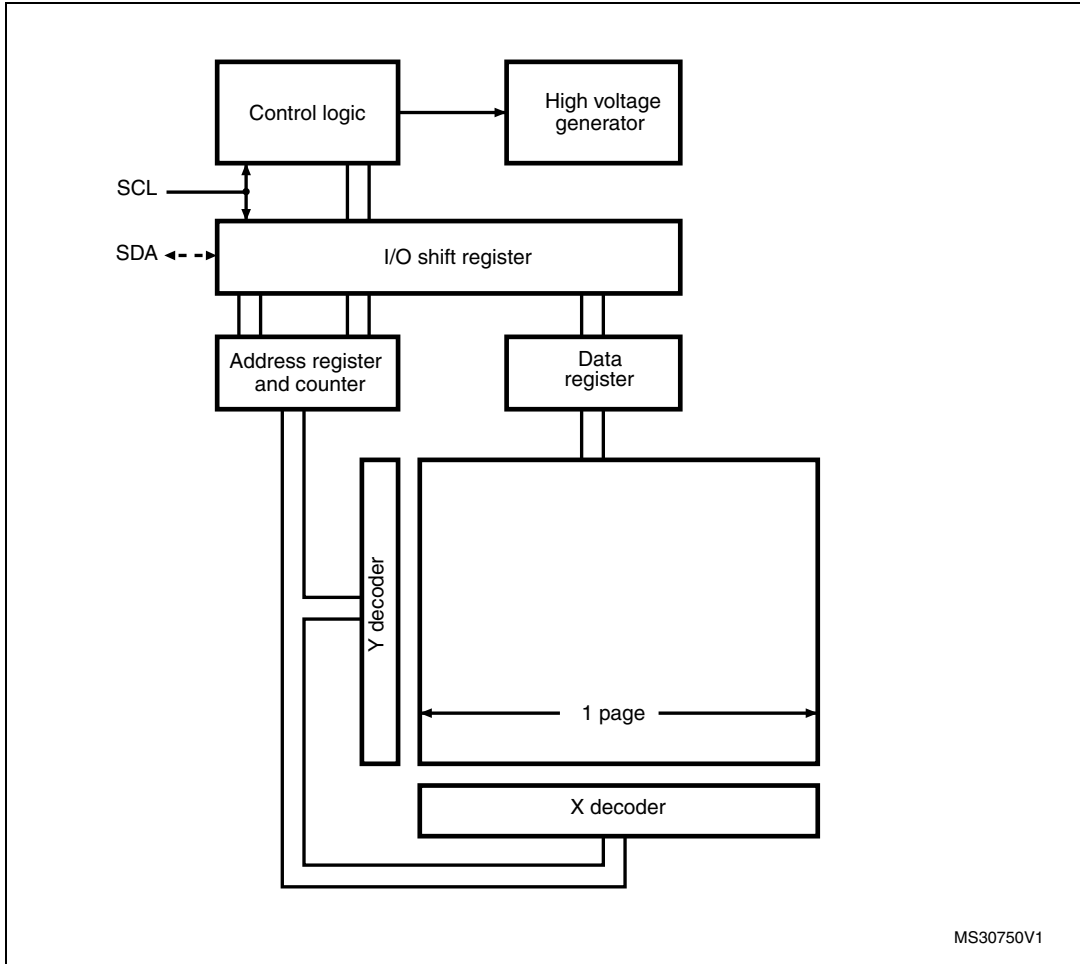 Control logic
High voltage
generator
SCL
SDA
I/O shift register
Address register
and counter
Data
register
Y decoder
1 page
X decoder
MS30750V1